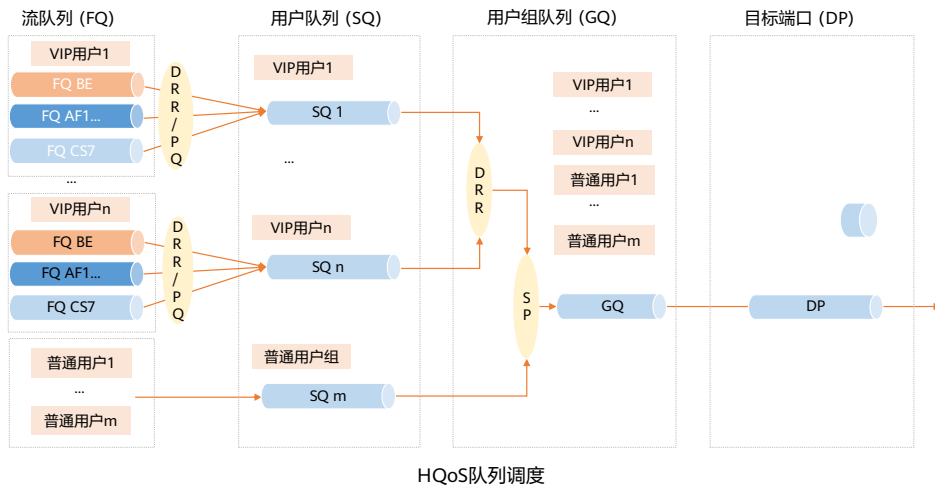 流队列 (FQ)
用户队列 (SQ)
用户组队列 (GQ)
目标端口 (DP)
VIP用户1
FQ BE
FQ AF1...
FQ CS7
...
DRR/PQ
VIP用户1
SQ 1
...
VIP用户n
FQ BE
FQ AF1...
FQ CS7
DRR/PQ
VIP用户n
SQ n
普通用户1
...
普通用户m
普通用户组
SQ m
DRR
SP
VIP用户1
...
VIP用户n
普通用户1
...
普通用户m
GQ
DP
HQoS队列调度